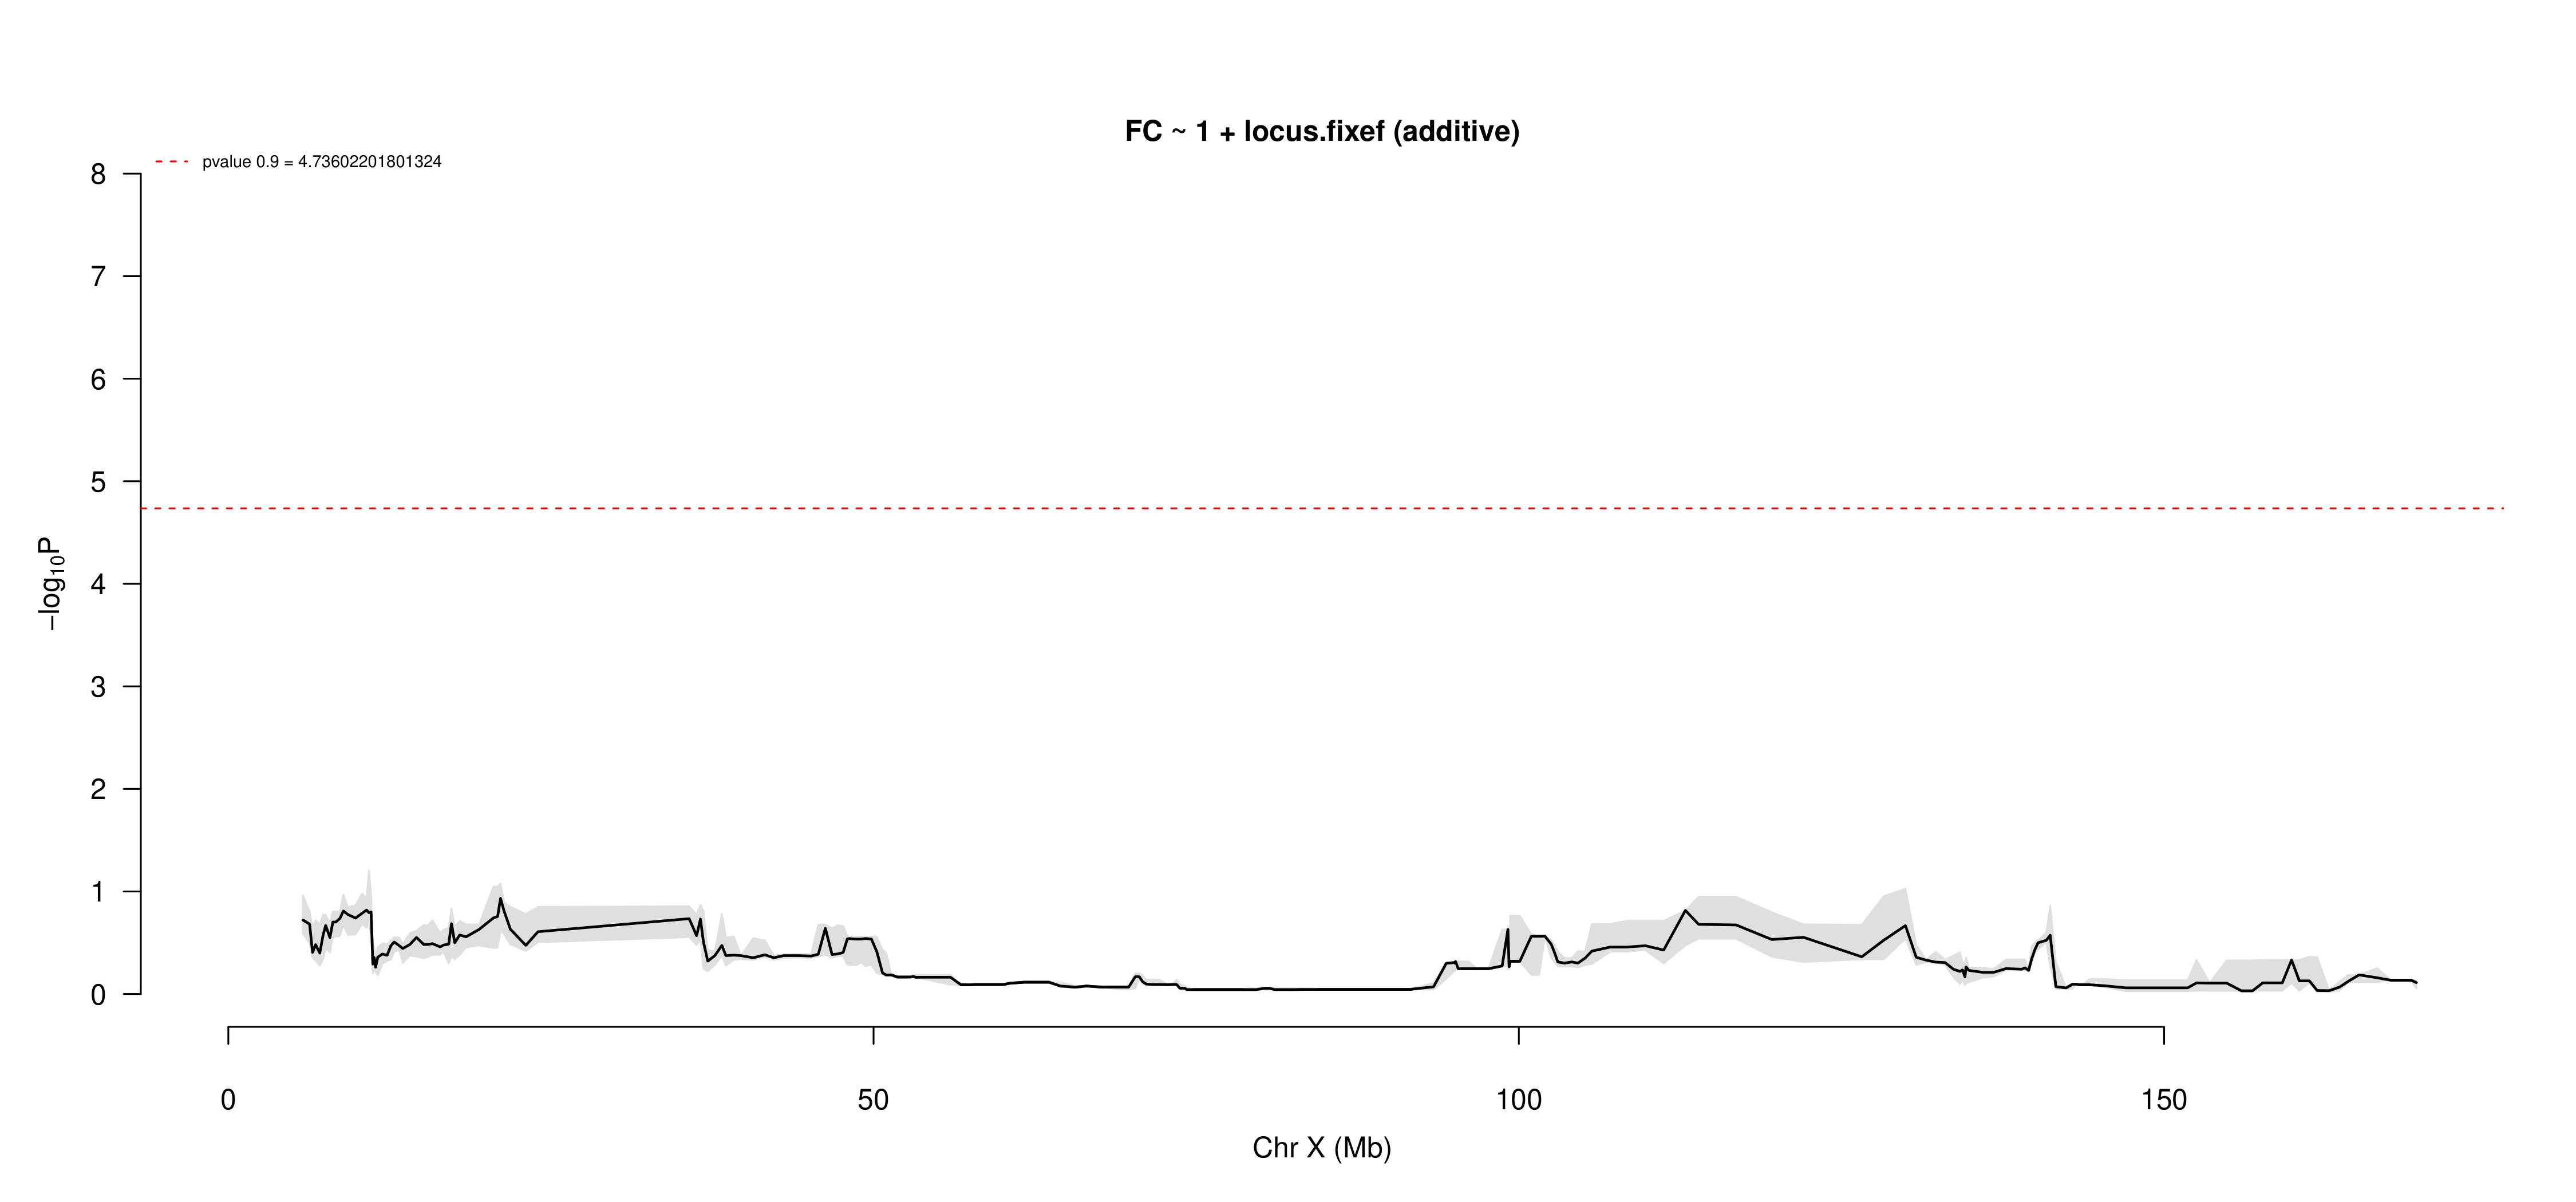 FC ~ 1 + locus.fixef (additive)
pvalue 0.9 = 4.73602201801324
8
7
6
5
4
3
2
1
0
−log10P
0 50 100 150
Chr X (Mb)